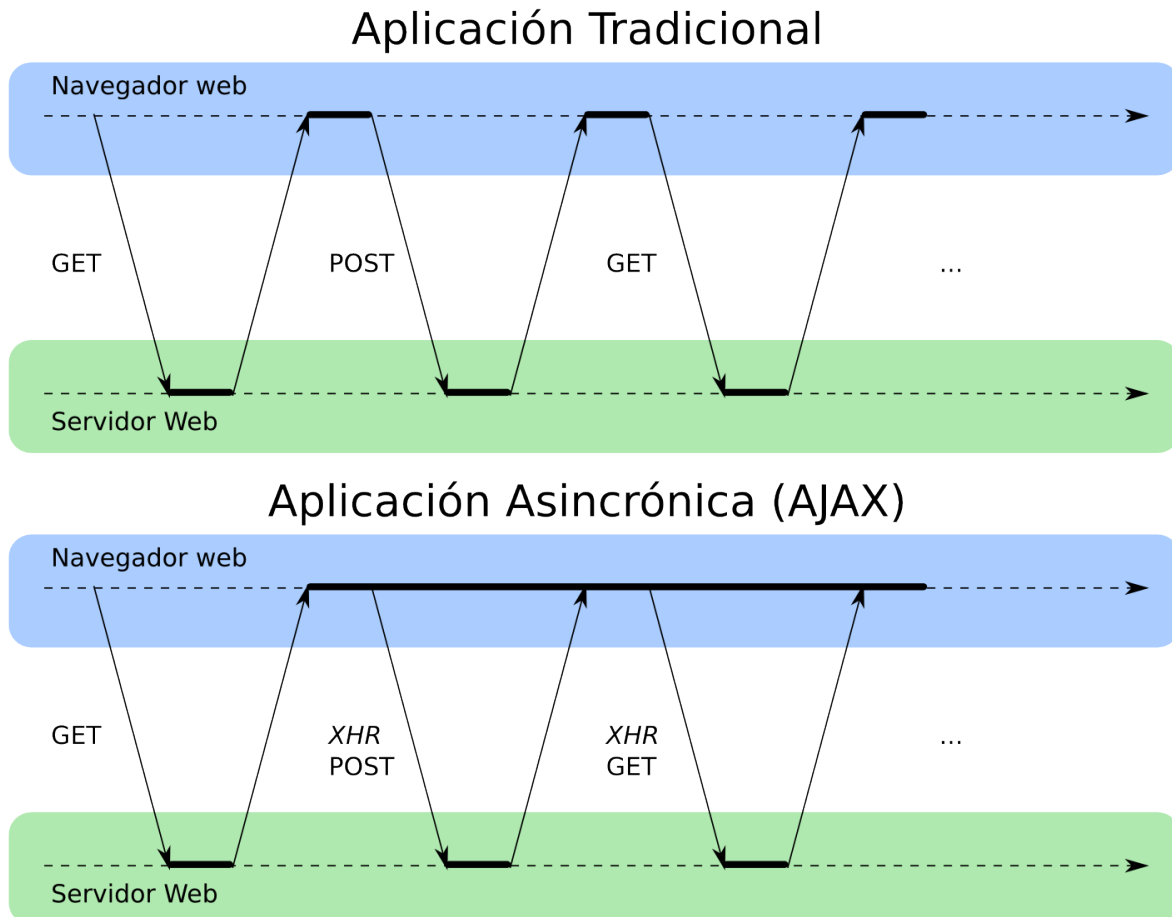 Aplicación Tradicional
Navegador web
GET
POST
GET
...
Servidor Web
Aplicación Asincrónica (AJAX)
Navegador web
GET
XHR
POST
XHR
GET
...
Servidor Web